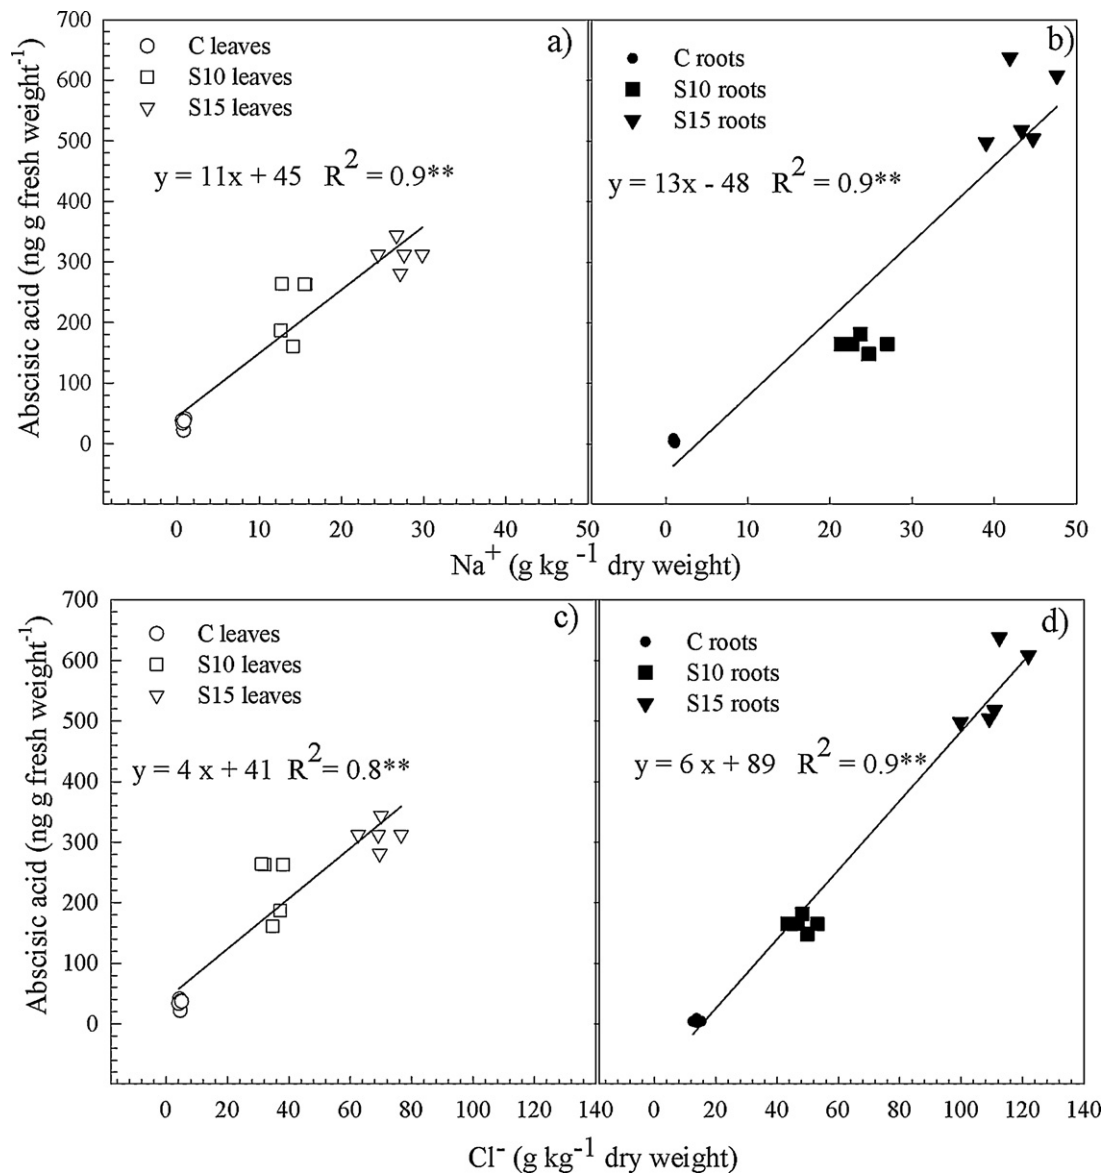 700
600
500
400
300
200
100
0
Abscisic acid (ng g fresh weight-1)
C leaves
S10 leaves
S15 leaves
a)
y = 11x + 45 R2 = 0.9**
C roots
S10 roots
S15 roots
b)
y = 13x - 48 R2 = 0.9**
0 10 20 30 40 50 0 10 20 30 40 50
Na+ (g kg -1 dry weight)
700
600
500
400
300
200
100
0
Abscisic acid (ng g fresh weight-1)
C leaves
S10 leaves
S15 leaves
c)
y = 4 x + 41 R2= 0.8**
C roots
S10 roots
S15 roots
d)
y = 6 x + 89 R2 = 0.9**
0 20 40 60 80 100 120 140 0 20 40 60 80 100 120 140
Cl- (g kg-1 dry weight)